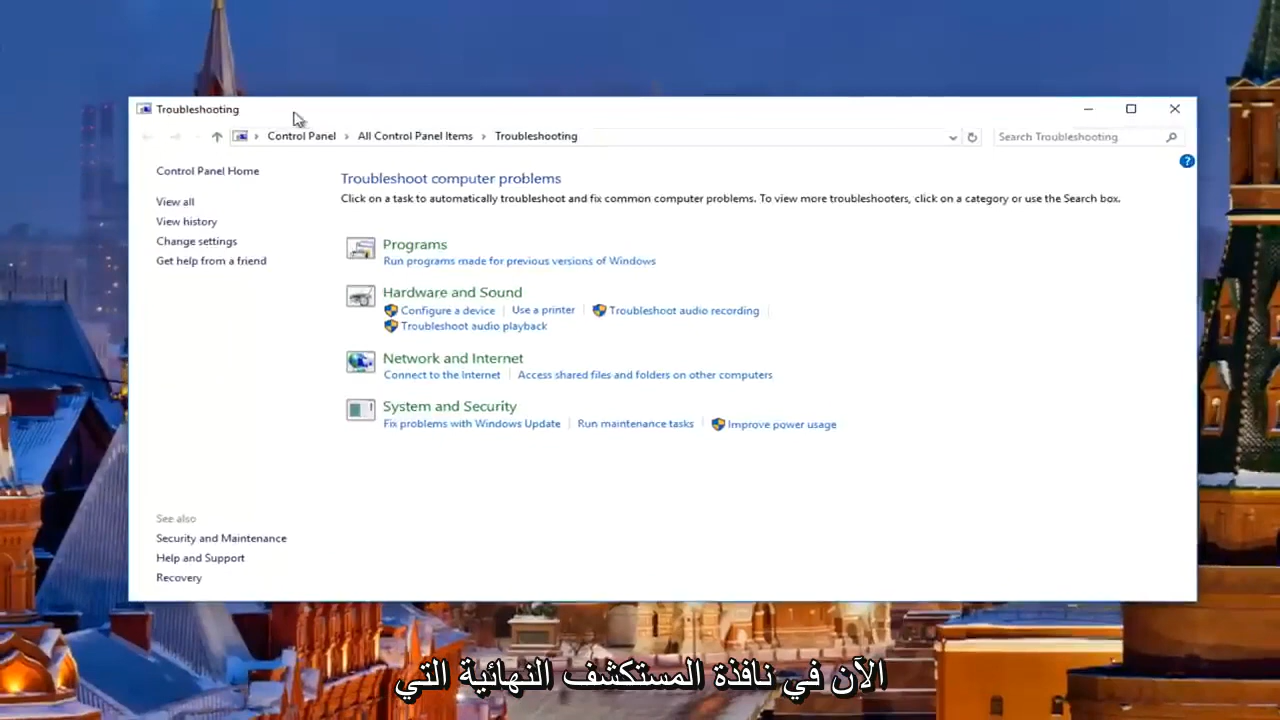 Troubleshooting
Control Panel › All Control Panel Items › Troubleshooting
Search Troubleshooting
?
Control Panel Home
View all
View history
Change settings
Get help from a friend
Troubleshoot computer problems
Click on a task to automatically troubleshoot and fix common computer problems. To view more troubleshooters, click on a category or use the Search box.
Programs
Run programs made for previous versions of Windows
Hardware and Sound
Configure a device | Use a printer | Troubleshoot audio recording |
Troubleshoot audio playback
Network and Internet
Connect to the Internet | Access shared files and folders on other computers
System and Security
Fix problems with Windows Update | Run maintenance tasks | Improve power usage
See also
Security and Maintenance
Help and Support
Recovery
الآن في نافذة المستكشف النهائية التي